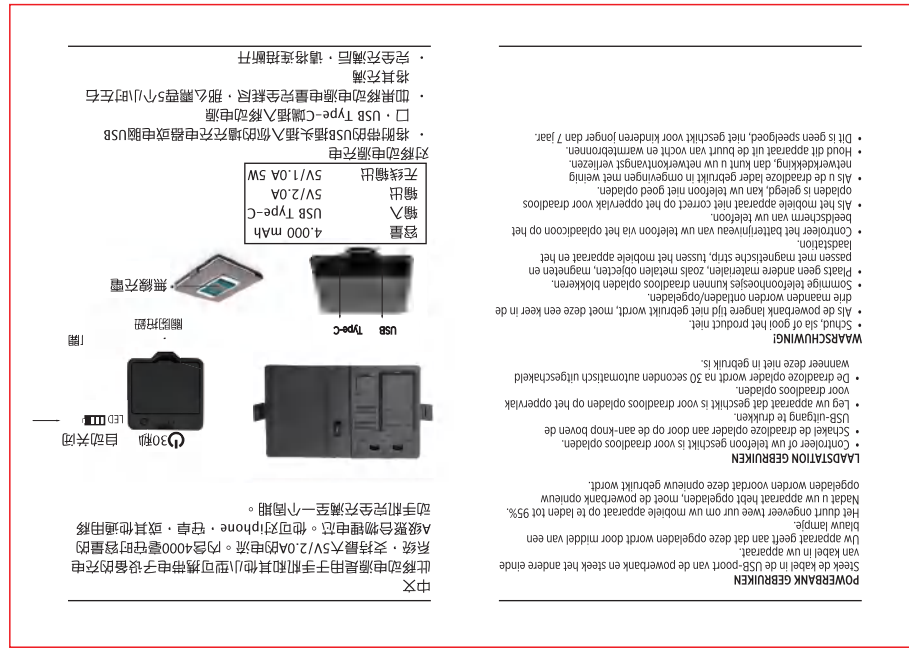 POWERBANK GEBRUIKEN
Steek de kabel in de USB-poort van de powerbank en steek het andere einde
van de kabel in uw apparaat.
Uw apparaat geeft aan dat deze opgeladen wordt door middel van een
blauw lampje.
Het duurt ongeveer twee uur om uw mobiele apparaat op te laden tot 95%.
Nadat u uw apparaat hebt opgeladen, moet de powerbank opnieuw
opgeladen worden voordat deze opnieuw gebruikt wordt.
LAADSTATION GEBRUIKEN
• Controleer of uw telefoon geschikt is voor draadloos opladen.
• Schakel de draadloze oplader aan door op de aan-knop boven de
USB-uitgang te drukken.
• Leg uw apparaat dat geschikt is voor draadloos opladen op het oppervlak
voor draadloos opladen.
• De draadloze oplader wordt na 30 seconden automatisch uitgeschakeld
wanneer deze niet in gebruik is.
WAARSCHUWING!
• Schud, sla of gooi het product niet.
• Als de powerbank langere tijd niet gebruikt wordt, moet deze een keer in de
drie maanden worden ontladen/opgeladen.
• Sommige telefoonhoesjes kunnen draadloos opladen blokkeren.
• Plaats geen andere materialen, zoals metalen objecten, magneten en
passen met magnetische strip, tussen het mobiele apparaat en het
laadstation.
• Controleer het batterijniveau van uw telefoon via het oplaadicoon op het
beeldscherm van uw telefoon.
• Als het mobiele apparaat niet correct op het oppervlak voor draadloos
opladen is gelegd, kan uw telefoon niet goed opladen.
• Als u de draadloze lader gebruikt in omgevingen met weinig
netwerkdekking, dan kunt u uw netwerkontvangst verliezen.
• Houd dit apparaat uit de buurt van vocht en warmtebronnen.
• Dit is geen speelgoed, niet geschikt voor kinderen jonger dan 7 jaar.
中文
此移动电源是用于手机和其他小型可携带电子设备的充电
系统,支持最大5V/2.0A的电流。内含4000毫安时容量的
A级聚合物锂电芯。他可对iphone,安卓,或其他通用移
动手机完全充满至一个周期。
30秒 自动关闭
LED
開關按鈕
開
USB
Type-C
無線充電
容量 4.000 mAh
输入 USB Type-C
输出 5V/2.0A
无线输出 5V/1.0A 5W
对移动电源充电
• 将附带的USB插头插入你的墙充充电器或电脑USB
口,USB Type-C端插入移动电源
• 如果移动电源电量完全耗尽,那么需要5个小时左右
将其充满
• 完全充满后,请将连接断开